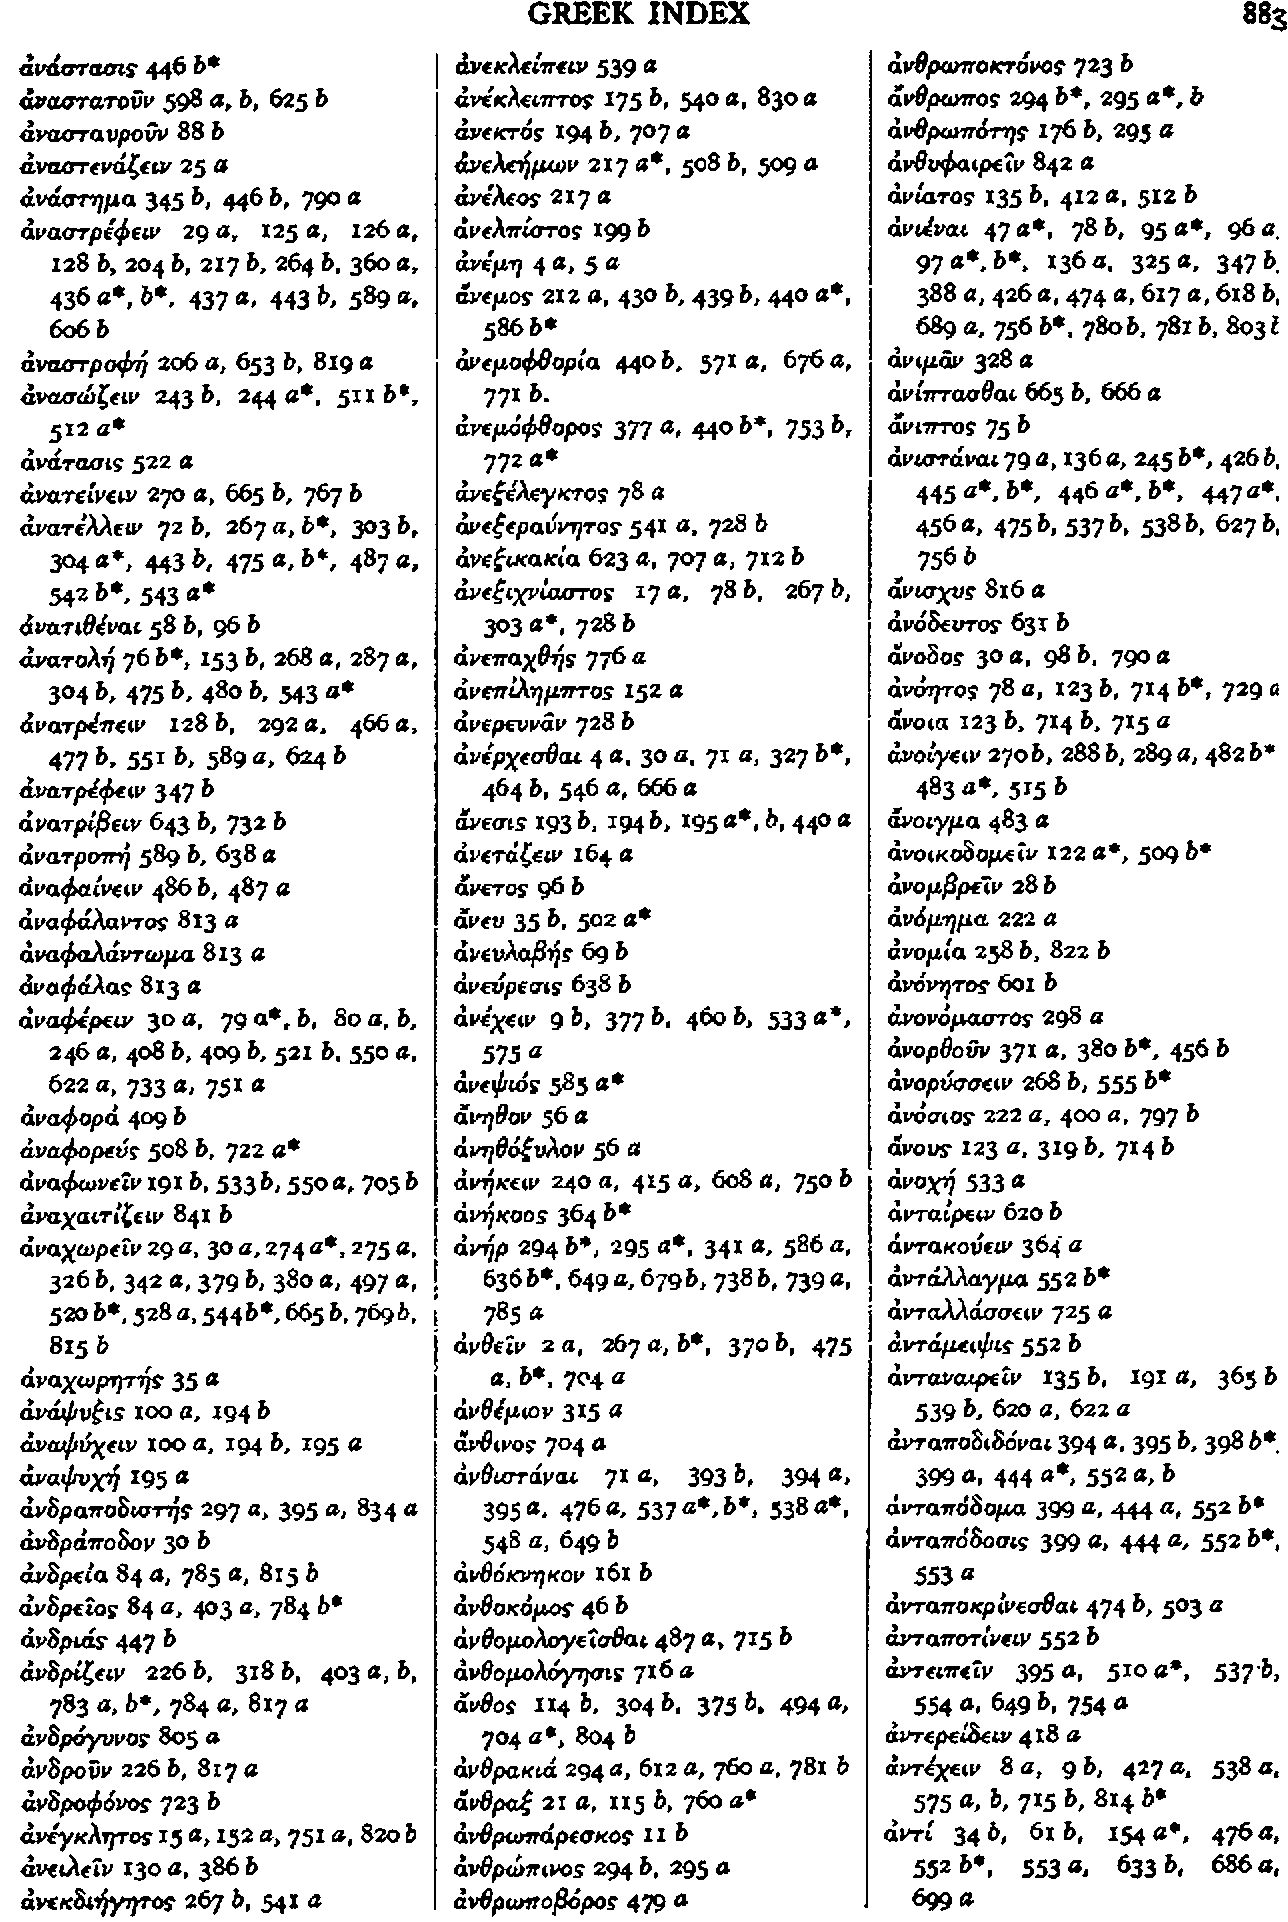 GREEK INDEX 883
ἀνάστασις 446 b*
ἀναστατοῦν 598 a, b, 625 b
ἀνασταυροῦν 88 b
ἀναστενάζειν 25 a
ἀνάστημα 345 b, 446 b, 790 a
ἀναστρέφειν 29 a, 125 a, 126 a,
128 b, 204 b, 217 b, 264 b, 360 a,
436 a*, b*, 437 a, 443 b, 589 a,
606 b
ἀναστροφή 206 a, 653 b, 819 a
ἀνασώζειν 243 b, 244 a*, 511 b*,
512 a*
ἀνάτασις 522 a
ἀνατείνειν 270 a, 665 b, 767 b
ἀνατέλλειν 72 b, 267 a, b*, 303 b,
304 a*, 443 b, 475 a, b*, 487 a,
542 b*, 543 a*
ἀνατιθέναι 58 b, 96 b
ἀνατολή 76 b*, 153 b, 268 a, 287 a,
304 b, 475 b, 480 b, 543 a*
ἀνατρέπειν 128 b, 292 a, 466 a,
477 b, 551 b, 589 a, 624 b
ἀνατρέφειν 347 b
ἀνατρίβειν 643 b, 732 b
ἀνατροπή 589 b, 638 a
ἀναφαίνειν 486 b, 487 a
ἀναφάλαντος 813 a
ἀναφαλάντωμα 813 a
ἀναφάλας 813 a
ἀναφέρειν 30 a, 79 a*, b, 80 a, b,
246 a, 408 b, 409 b, 521 b, 550 a,
622 a, 733 a, 751 a
ἀναφορά 409 b
ἀναφορεύς 508 b, 722 a*
ἀναφωνεῖν 191 b, 533 b, 550 a, 705 b
ἀναχαιτίζειν 841 b
ἀναχωρεῖν 29 a, 30 a, 274 a*, 275 a,
326 b, 342 a, 379 b, 380 a, 497 a,
520 b*, 528 a, 544 b*, 665 b, 769 b,
815 b
ἀναχωρητής 35 a
ἀνάψυξις 100 a, 194 b
ἀναψύχειν 100 a, 194 b, 195 a
ἀναψυχή 195 a
ἀνδραποδιστής 297 a, 395 a, 834 a
ἀνδράποδον 30 b
ἀνδρεία 84 a, 785 a, 815 b
ἀνδρεῖος 84 a, 403 a, 784 b*
ἀνδριάς 447 b
ἀνδρίζειν 226 b, 318 b, 403 a, b,
783 a, b*, 784 a, 817 a
ἀνδρόγυνος 805 a
ἀνδροῦν 226 b, 817 a
ἀνδροφόνος 723 b
ἀνέγκλητος 15 a, 152 a, 751 a, 820 b
ἀνειλεῖν 130 a, 386 b
ἀνεκδιήγητος 267 b, 541 a
ἀνεκλείπειν 539 a
ἀνέκλειπτος 175 b, 540 a, 830 a
ἀνεκτός 194 b, 707 a
ἀνελεήμων 217 a*, 508 b, 509 a
ἀνέλεος 217 a
ἀνελπίστος 199 b
ἀνέμη 4 a, 5 a
ἄνεμος 212 a, 430 b, 439 b, 440 a*,
586 b*
ἀνεμοφθορία 440 b, 571 a, 676 a,
771 b.
ἀνεμόφθορος 377 a, 440 b*, 753 b,
772 a*
ἀνεξέλεγκτος 78 a
ἀνεξεραύνητος 541 a, 728 b
ἀνεξικακία 623 a, 707 a, 712 b
ἀνεξιχνίαστος 17 a, 78 b, 267 b,
303 a*, 728 b
ἀνεπαχθής 776 a
ἀνεπίλημπτος 152 a
ἀνερευνᾶν 728 b
ἀνέρχεσθαι 4 a, 30 a, 71 a, 327 b*,
464 b, 546 a, 666 a
ἄνεσις 193 b, 194 b, 195 a*, b, 440 a
ἀνετάζειν 164 a
ἄνετος 96 b
ἄνευ 35 b, 502 a*
ἀνευλαβής 69 b
ἀνεύρεσις 638 b
ἀνέχειν 9 b, 377 b, 460 b, 533 a*,
575 a
ἀνεψιός 585 a*
ἄνηθον 56 a
ἀνηθόξυλον 56 a
ἀνήκειν 240 a, 415 a, 608 a, 750 b
ἀνήκοος 364 b*
ἀνήρ 294 b*, 295 a*, 341 a, 586 a,
636 b*, 649 a, 679 b, 738 b, 739 a,
785 a
ἀνθεῖν 2 a, 267 a, b*, 370 b, 475
a, b*, 704 a
ἀνθέμιον 315 a
ἄνθινος 704 a
ἀνθιστάναι 71 a, 393 b, 394 a,
395 a, 476 a, 537 a*, b*, 538 a*,
548 a, 649 b
ἀνθόκνηκον 161 b
ἀνθοκόμος 46 b
ἀνθομολογεῖσθαι 487 a, 715 b
ἀνθομολόγησις 716 a
ἄνθος 114 b, 304 b, 375 b, 494 a,
704 a*, 804 b
ἀνθρακιά 294 a, 612 a, 760 a, 781 b
ἄνθραξ 21 a, 115 b, 760 a*
ἀνθρωπάρεσκος 11 b
ἀνθρώπινος 294 b, 295 a
ἀνθρωποβόρος 479 a
ἀνθρωποκτόνος 723 b
ἄνθρωπος 294 b*, 295 a*, b
ἀνθρωπότης 176 b, 295 a
ἀνθυφαιρεῖν 842 a
ἀνίατος 135 b, 412 a, 512 b
ἀνιέναι 47 a*, 78 b, 95 a*, 96 a,
97 a*, b*, 136 a, 325 a, 347 b,
388 a, 426 a, 474 a, 617 a, 618 b,
689 a, 756 b*, 780 b, 781 b, 803 b
ἀνιμᾶν 328 a
ἀνίπτασθαι 665 b, 666 a
ἄνιπτος 75 b
ἀνιστάναι 79 a, 136 a, 245 b*, 426 b,
445 a*, b*, 446 a*, b*, 447 a*,
456 a, 475 b, 537 b, 538 b, 627 b,
756 b
ἄνισχυς 816 a
ἀνόδευτος 631 b
ἄνοδος 30 a, 98 b, 790 a
ἀνόητος 78 a, 123 b, 714 b*, 729 a
ἄνοια 123 b, 714 b, 715 a
ἀνοίγειν 270 b, 288 b, 289 a, 482 b*
483 a*, 515 b
ἄνοιγμα 483 a
ἀνοικοδομεῖν 122 a*, 509 b*
ἀνομβρεῖν 28 b
ἀνόμημα 222 a
ἀνομία 258 b, 822 b
ἀνόνητος 601 b
ἀνονόμαστος 298 a
ἀνορθοῦν 371 a, 380 b*, 456 b
ἀνορύσσειν 268 b, 555 b*
ἀνόσιος 222 a, 400 a, 797 b
ἄνους 123 a, 319 b, 714 b
ἀνοχή 533 a
ἀνταίρειν 620 b
ἀντακούειν 364 a
ἀντάλλαγμα 552 b*
ἀνταλλάσσειν 725 a
ἀντάμειψις 552 b
ἀνταναιρεῖν 135 b, 191 a, 365 b
539 b, 620 a, 622 a
ἀνταποδιδόναι 394 a, 395 b, 398 b*,
399 a, 444 a*, 552 a, b
ἀνταπόδομα 399 a, 444 a, 552 b*
ἀνταπόδοσις 399 a, 444 a, 552 b*,
553 a
ἀνταποκρίνεσθαι 474 b, 503 a
ἀνταποτίνειν 552 b
ἀντειπεῖν 395 a, 510 a*, 537 b,
554 a, 649 b, 754 a
ἀντερείδειν 418 a
ἀντέχειν 8 a, 9 b, 427 a, 538 a,
575 a, b, 715 b, 814 b*
ἀντί 34 b, 61 b, 154 a*, 476 a,
552 b*, 553 a, 633 b, 686 a,
699 a